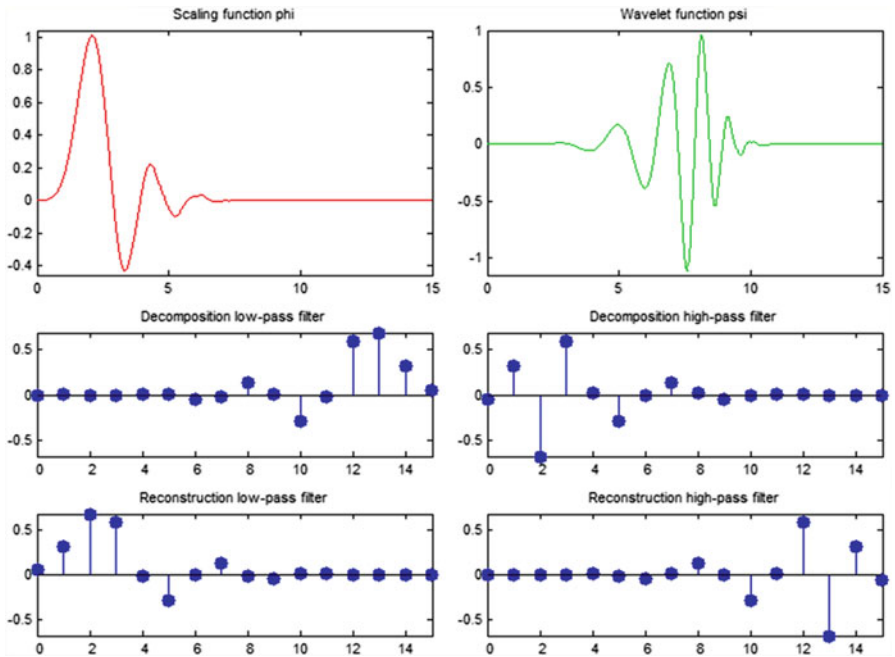 Scaling function phi
1
0.8
0.6
0.4
0.2
0
-0.2
-0.4
0 5 10 15
Wavelet function psi
1
0.5
0
-0.5
-1
0 5 10 15
Decomposition low-pass filter
0.5
0
-0.5
0 2 4 6 8 10 12 14
Decomposition high-pass filter
0.5
0
-0.5
0 2 4 6 8 10 12 14
Reconstruction low-pass filter
0.5
0
-0.5
0 2 4 6 8 10 12 14
Reconstruction high-pass filter
0.5
0
-0.5
0 2 4 6 8 10 12 14